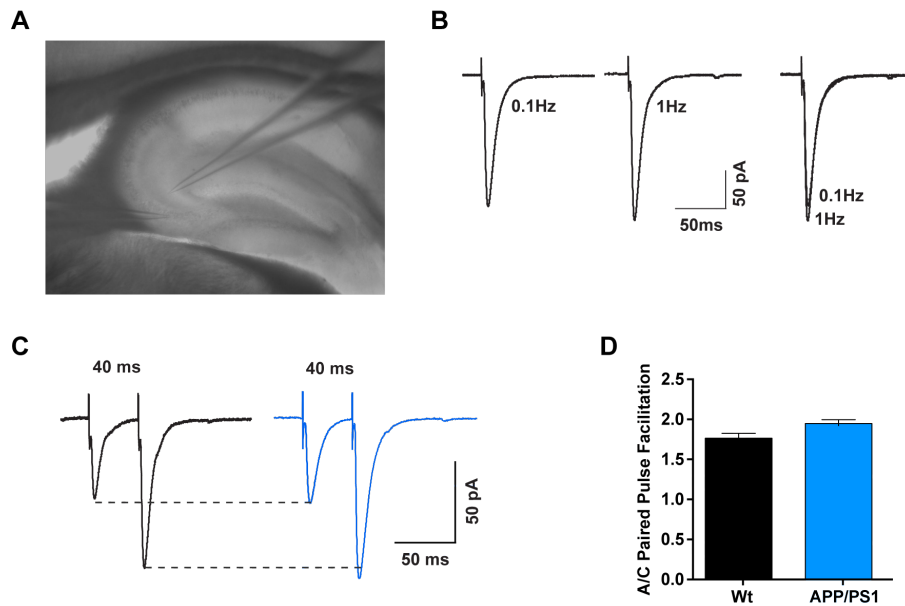 A
B
0.1Hz
1Hz
0.1Hz
1Hz
50 pA
50ms
C
40 ms
40 ms
50 pA
50 ms
D
A/C Paired Pulse Facilitation
2.5
2.0
1.5
1.0
0.5
0.0
Wt
APP/PS1